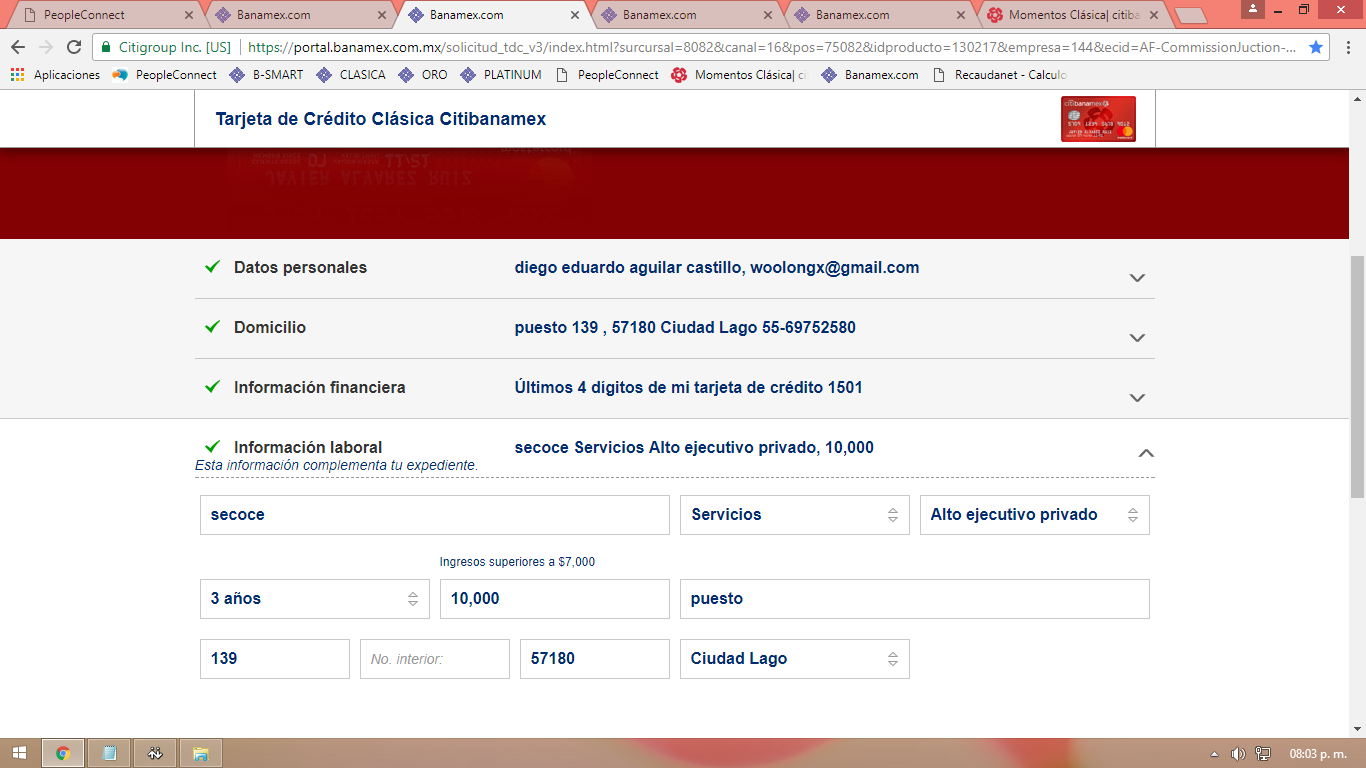 PeopleConnect
Banamex.com
Banamex.com
Banamex.com
Banamex.com
Momentos Clásica| citiba
Citigroup Inc. [US] https://portal.banamex.com.mx/solicitud_tdc_v3/index.html?surcursal=8082&canal=16&pos=75082&idproducto=130217&empresa=144&ecid=AF-CommissionJuction-...
Aplicaciones PeopleConnect B-SMART CLASICA ORO PLATINUM PeopleConnect Momentos Clásica| ci Banamex.com Recaudanet - Calculo
Tarjeta de Crédito Clásica Citibanamex
citibanamex
JAVIER ALVAREZ RUIZ
Datos personales diego eduardo aguilar castillo, woolongx@gmail.com
Domicilio puesto 139 , 57180 Ciudad Lago 55-69752580
Información financiera Últimos 4 dígitos de mi tarjeta de crédito 1501
Información laboral secoce Servicios Alto ejecutivo privado, 10,000
Esta información complementa tu expediente.
secoce Servicios Alto ejecutivo privado
Ingresos superiores a $7,000
3 años 10,000 puesto
139 No. interior: 57180 Ciudad Lago
08:03 p. m.